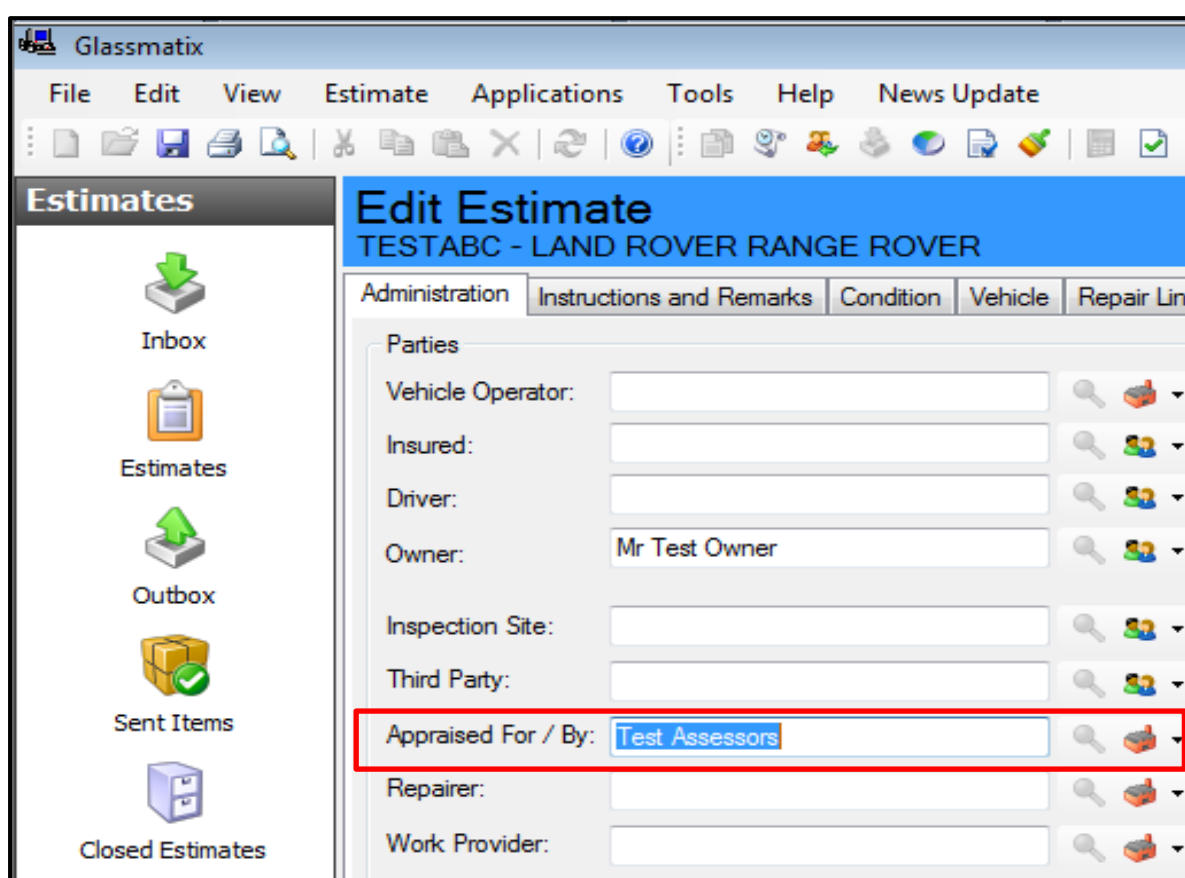 Glassmatix
File Edit View Estimate Applications Tools Help News Update
Estimates
Inbox
Estimates
Outbox
Sent Items
Closed Estimates
Edit Estimate
TESTABC - LAND ROVER RANGE ROVER
Administration Instructions and Remarks Condition Vehicle Repair Lin
Parties
Vehicle Operator:
Insured:
Driver:
Owner: Mr Test Owner
Inspection Site:
Third Party:
Appraised For / By: Test Assessors
Repairer:
Work Provider: